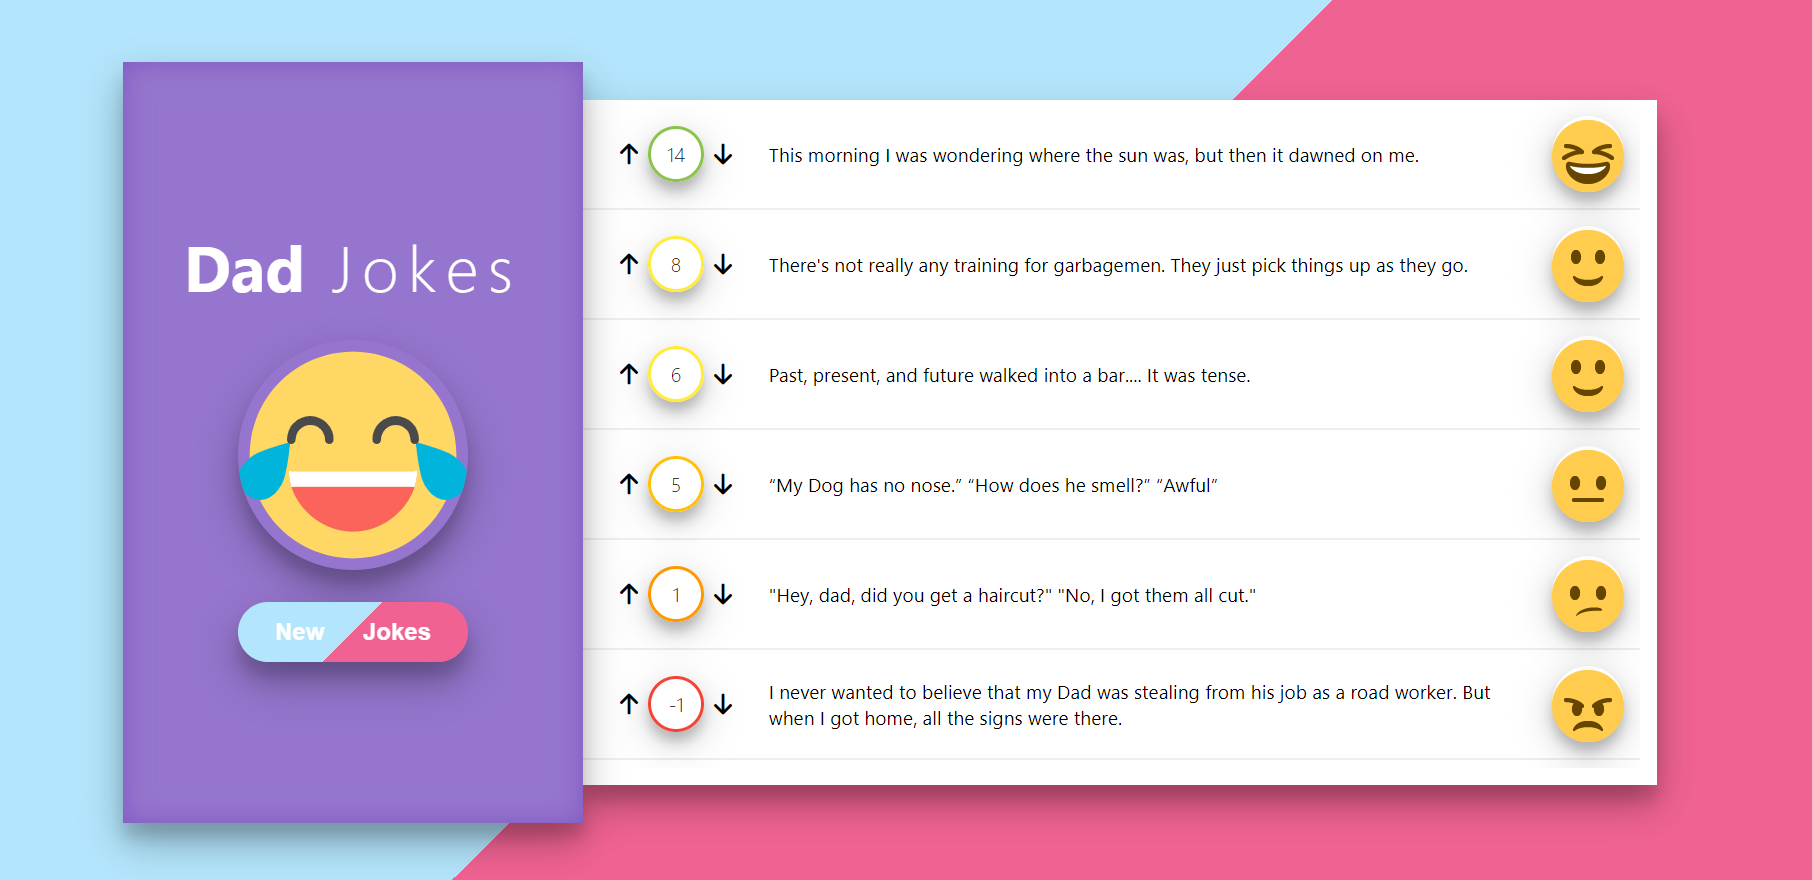 Dad Jokes
New Jokes
14 This morning I was wondering where the sun was, but then it dawned on me.
8 There's not really any training for garbagemen. They just pick things up as they go.
6 Past, present, and future walked into a bar.... It was tense.
5 “My Dog has no nose.” “How does he smell?” “Awful”
1 "Hey, dad, did you get a haircut?" "No, I got them all cut."
-1 I never wanted to believe that my Dad was stealing from his job as a road worker. But
when I got home, all the signs were there.